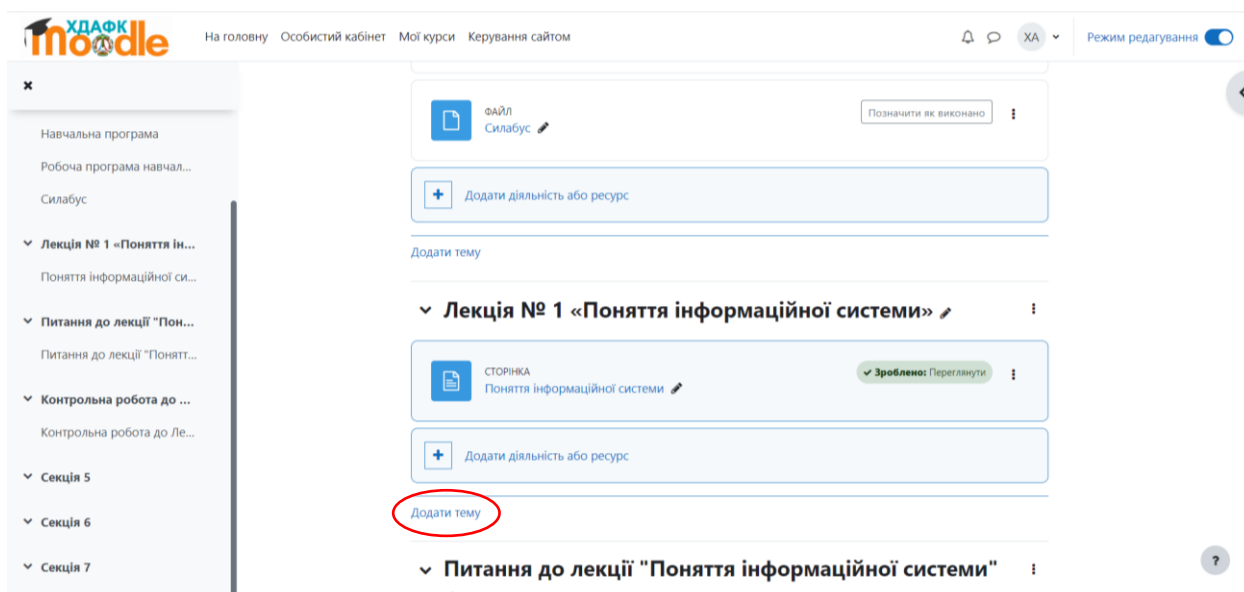 ХДАФК
moodle
На головну Особистий кабінет Мої курси Керування сайтом
ХА
Режим редагування
Навчальна програма
Робоча програма навчал...
Силабус
Лекція № 1 «Поняття ін...
Поняття інформаційної си...
Питання до лекції "Пон...
Питання до лекції "Понятт...
Контрольна робота до ...
Контрольна робота до Ле...
Секція 5
Секція 6
Секція 7
ФАЙЛ
Силабус
Позначити як виконано
Додати діяльність або ресурс
Додати тему
Лекція № 1 «Поняття інформаційної системи»
СТОРІНКА
Поняття інформаційної системи
Зроблено: Переглянути
Додати діяльність або ресурс
Додати тему
Питання до лекції "Поняття інформаційної системи"
?